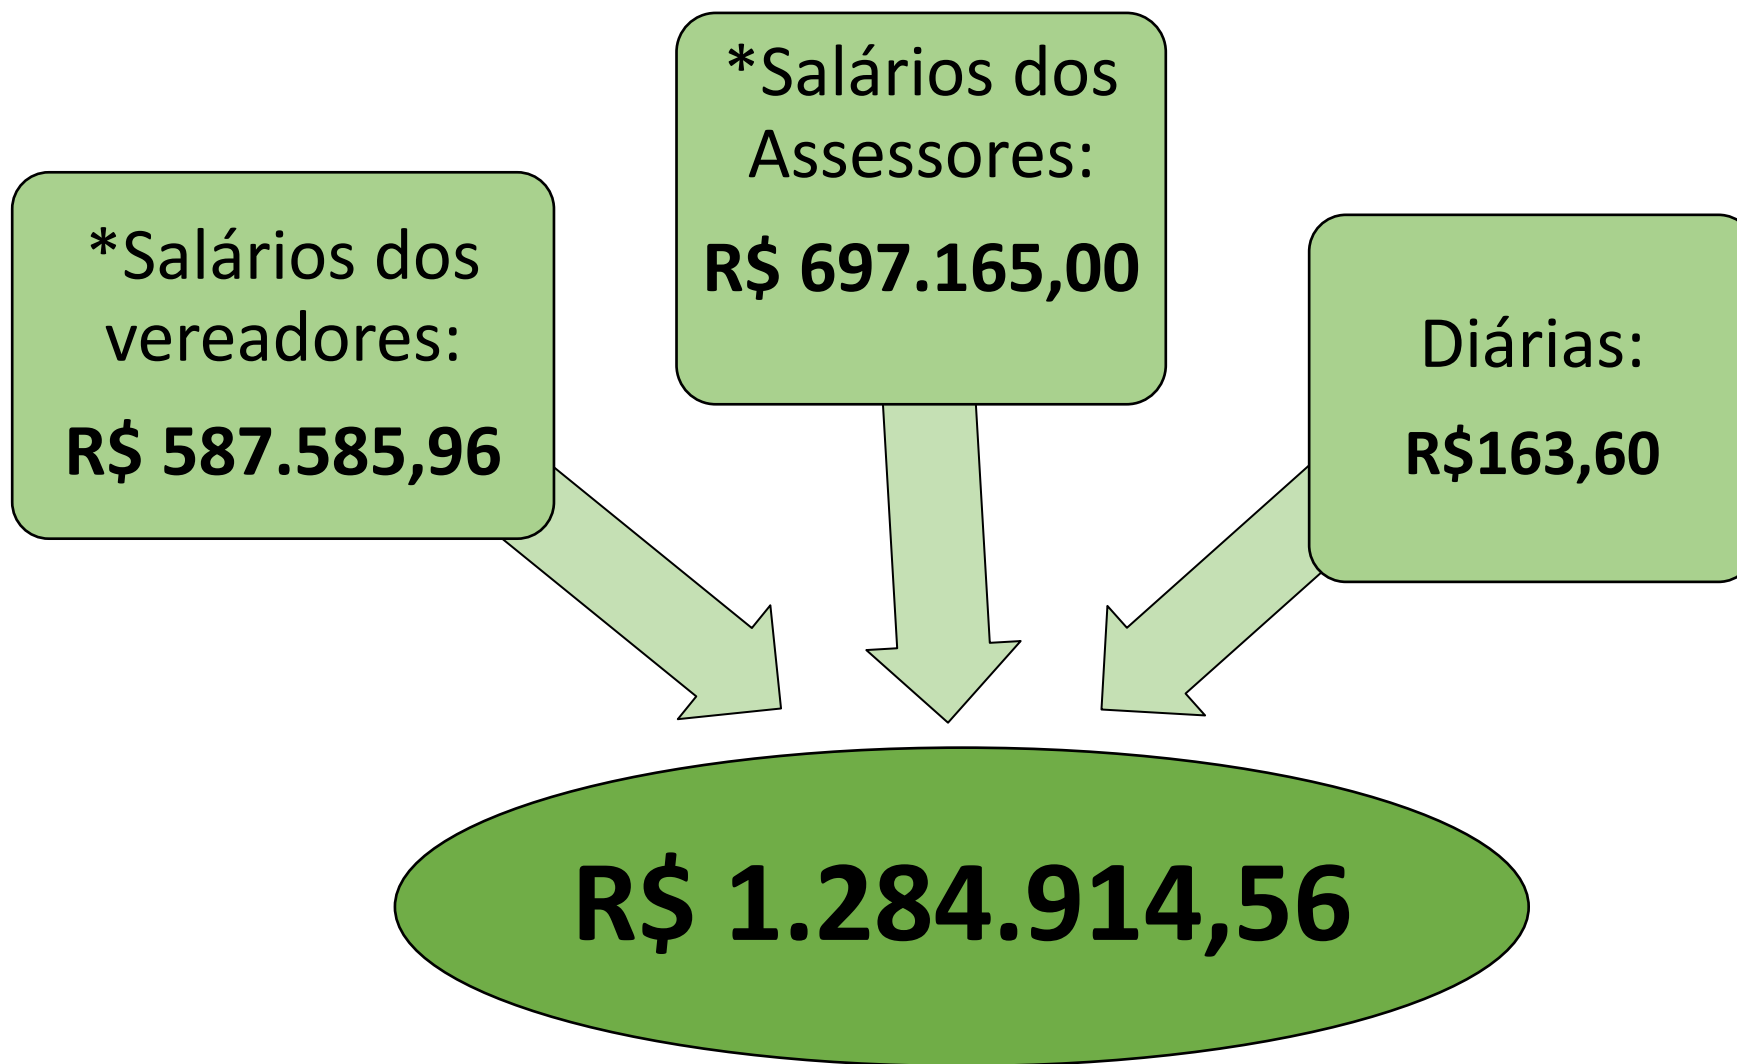 *Salários dos
vereadores:
R$ 587.585,96
*Salários dos
Assessores:
R$ 697.165,00
Diárias:
R$163,60
R$ 1.284.914,56